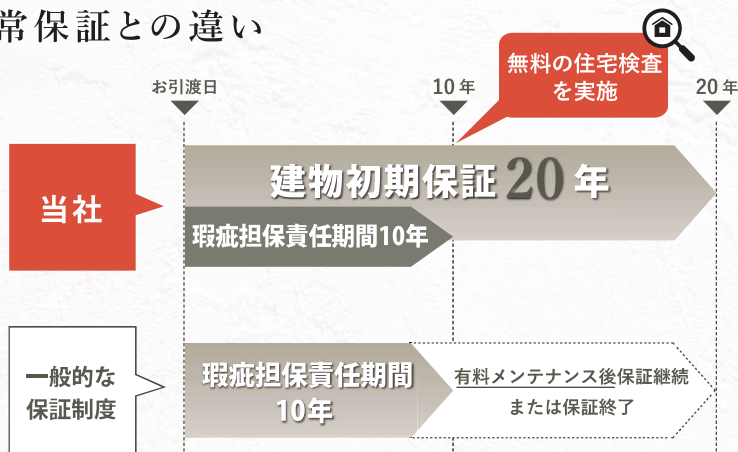 常保証との違い
お引渡日
10年
無料の住宅検査
を実施
20年
当社
建物初期保証20年
瑕疵担保責任期間10年
一般的な
保証制度
瑕疵担保責任期間
10年
有料メンテナンス後保証継続
または保証終了